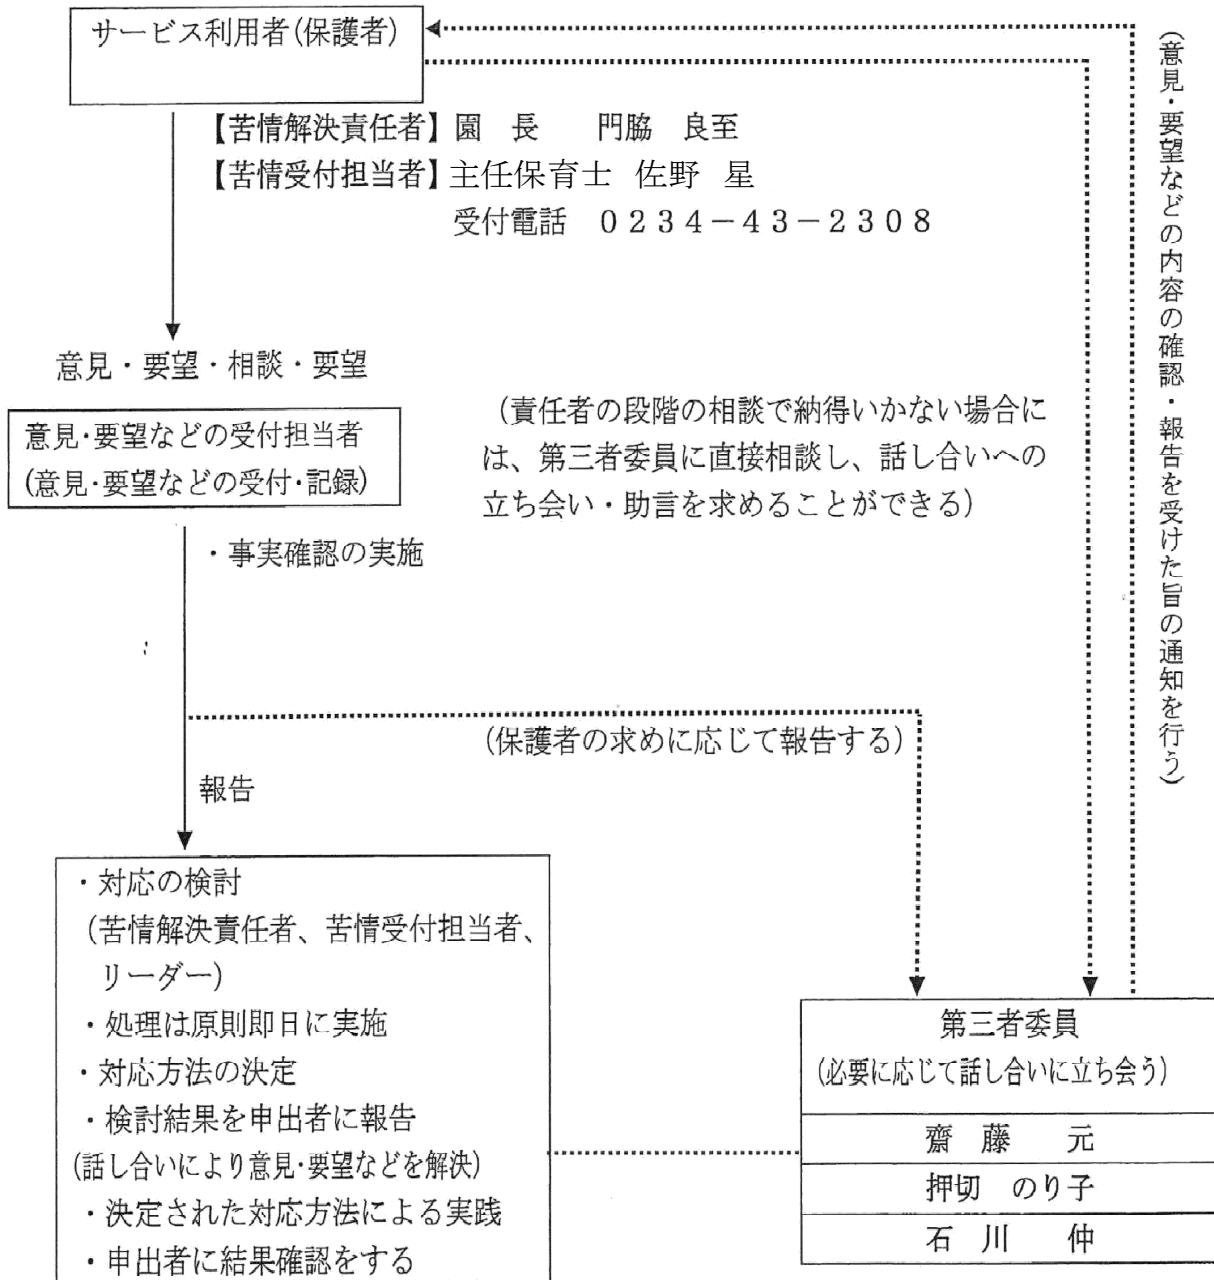 サービス利用者(保護者)
【苦情解決責任者】園　長　　門脇　良至
【苦情受付担当者】主任保育士　佐野　星
受付電話　０２３４－４３－２３０８
(意見・要望などの内容の確認・報告を受けた旨の通知を行う)
意見・要望・相談・要望
意見・要望などの受付担当者
(意見・要望などの受付・記録)
(責任者の段階の相談で納得いかない場合に
は、第三者委員に直接相談し、話し合いへの
立ち会い・助言を求めることができる)
・事実確認の実施
(保護者の求めに応じて報告する)
報告
・対応の検討
(苦情解決責任者、苦情受付担当者、
リーダー)
・処理は原則即日に実施
・対応方法の決定
・検討結果を申出者に報告
(話し合いにより意見・要望などを解決)
・決定された対応方法による実践
・申出者に結果確認をする
第三者委員
(必要に応じて話し合いに立ち会う)
齋　藤　　元
押切　のり子
石　川　　仲